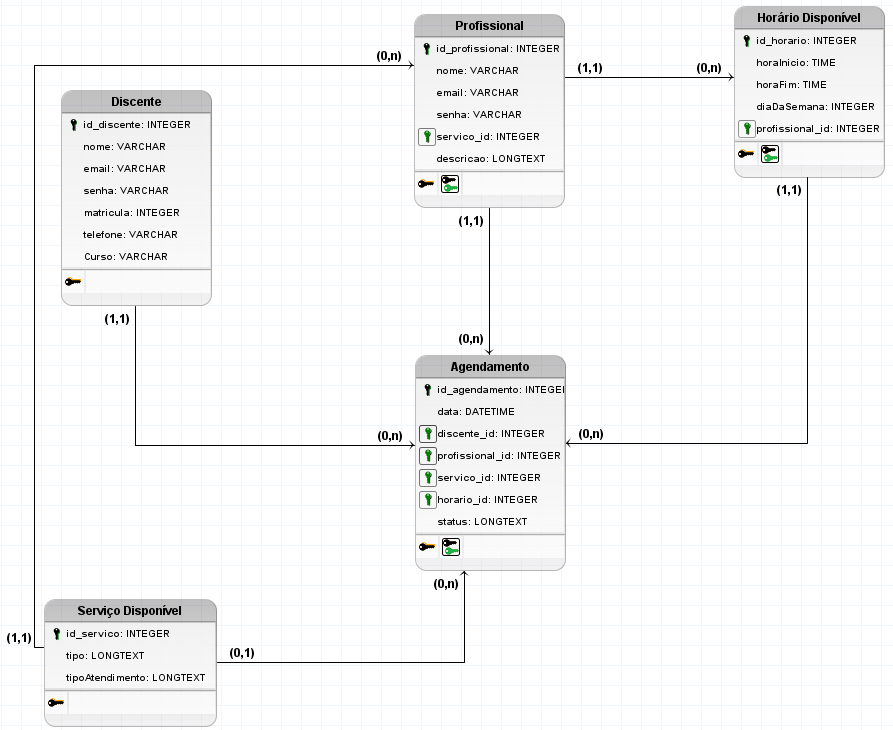 Profissional
id_profissional: INTEGER
nome: VARCHAR
email: VARCHAR
senha: VARCHAR
servico_id: INTEGER
descricao: LONGTEXT
Horário Disponível
id_horario: INTEGER
horaInicio: TIME
horaFim: TIME
diaDaSemana: INTEGER
profissional_id: INTEGER
(0,n)
(1,1)
(0,n)
Discente
id_discente: INTEGER
nome: VARCHAR
email: VARCHAR
senha: VARCHAR
matricula: INTEGER
telefone: VARCHAR
Curso: VARCHAR
(1,1)
(1,1)
(1,1)
(0,n)
Agendamento
id_agendamento: INTEGE
data: DATETIME
discente_id: INTEGER
profissional_id: INTEGER
servico_id: INTEGER
horario_id: INTEGER
status: LONGTEXT
(0,n)
(0,n)
(0,n)
Serviço Disponível
id_servico: INTEGER
tipo: LONGTEXT
tipoAtendimento: LONGTEXT
(1,1)
(0,1)